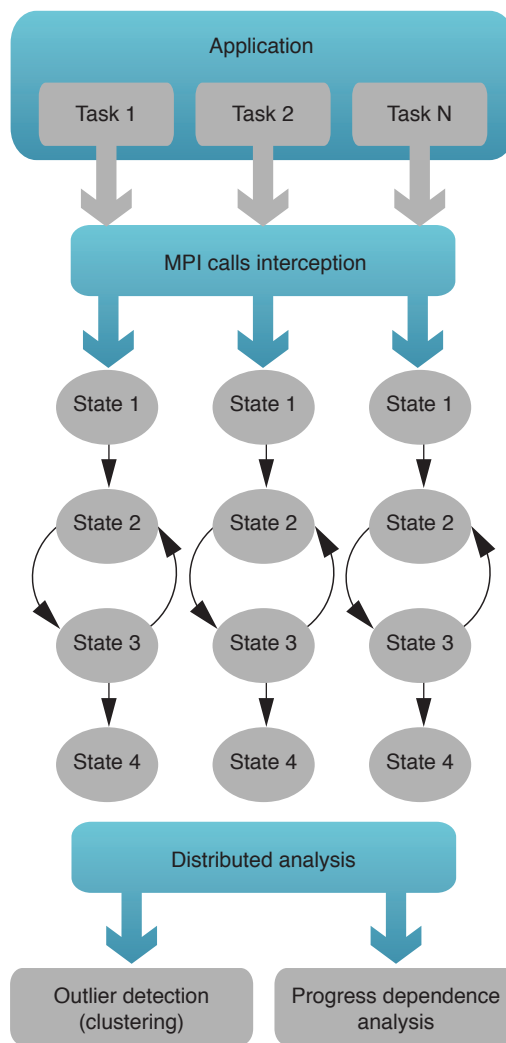 Application
Task 1
Task 2
Task N
MPI calls interception
State 1
State 1
State 1
State 2
State 2
State 2
State 3
State 3
State 3
State 4
State 4
State 4
Distributed analysis
Outlier detection
(clustering)
Progress dependence
analysis